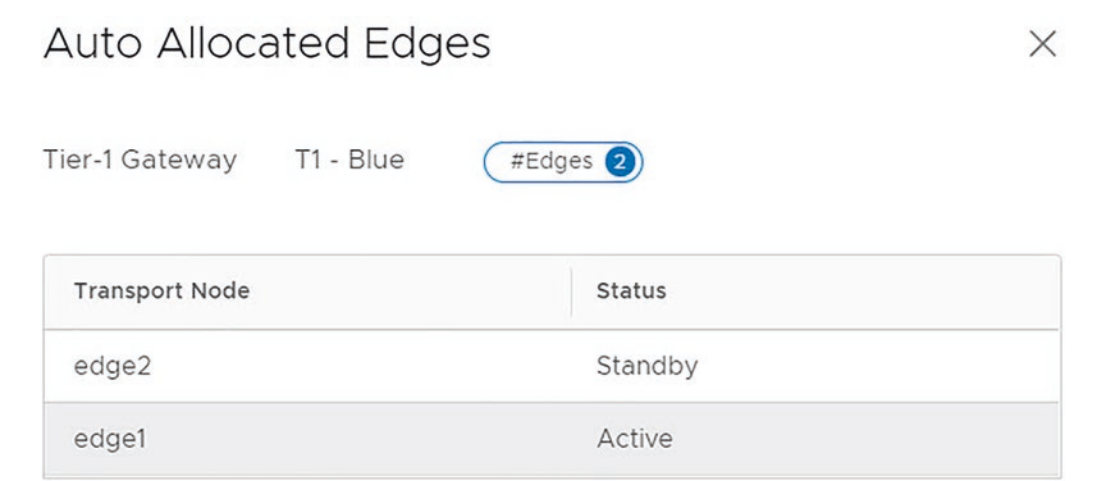 Auto Allocated Edges
Tier-1 Gateway T1 - Blue #Edges 2
Transport Node Status
edge2 Standby
edge1 Active